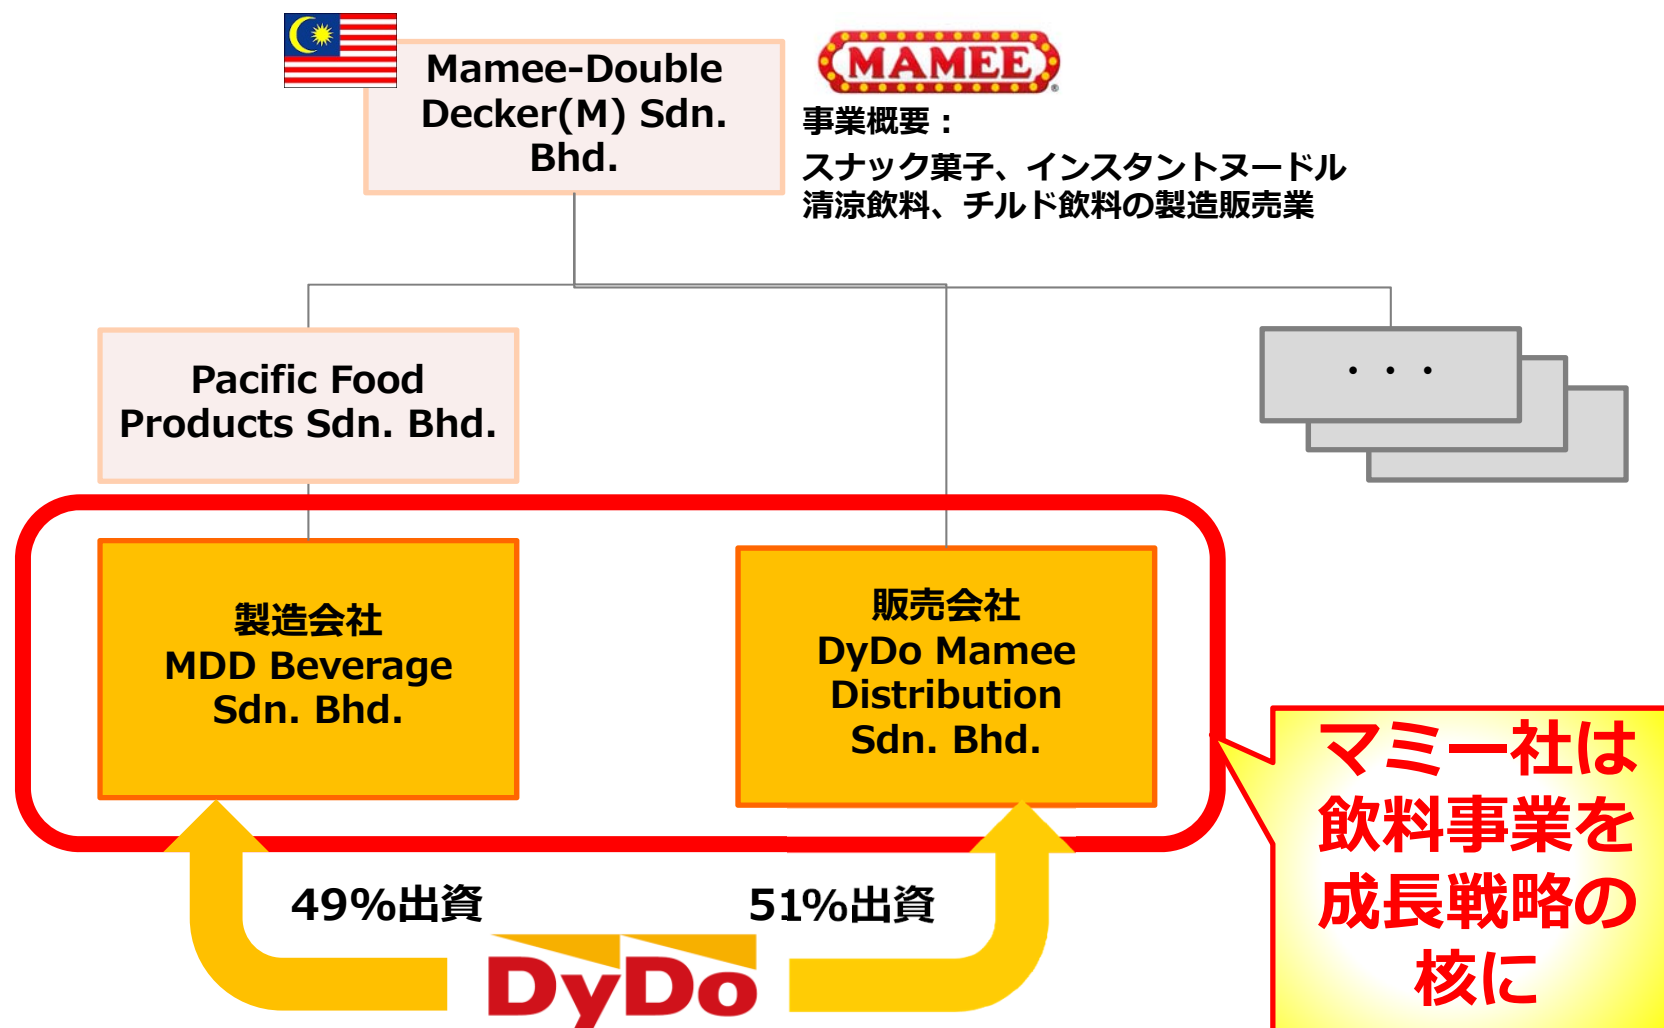 Mamee-Double
Decker(M) Sdn.
Bhd.
MAMEE
事業概要：
スナック菓子、インスタントヌードル
清涼飲料、チルド飲料の製造販売業
Pacific Food
Products Sdn. Bhd.
・・・
製造会社
MDD Beverage
Sdn. Bhd.
販売会社
DyDo Mamee
Distribution
Sdn. Bhd.
49%出資
51%出資
DyDo
マミー社は
飲料事業を
成長戦略の
核に